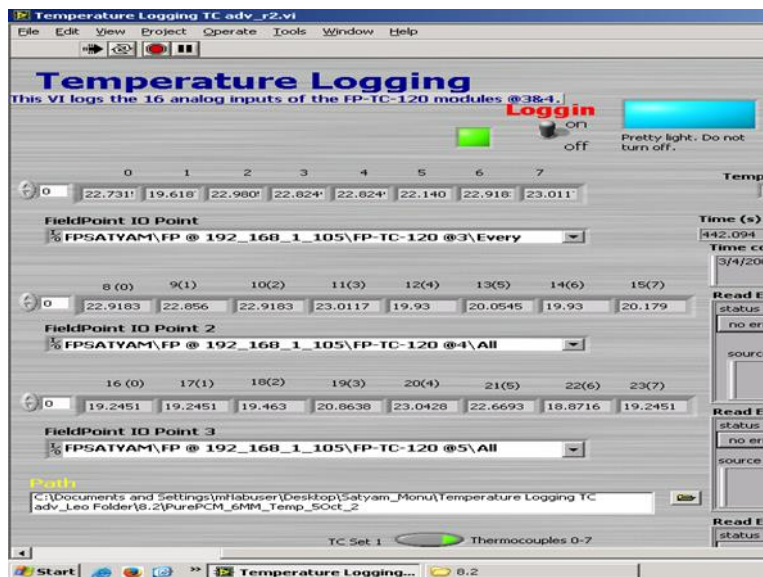 Temperature Logging TC adv_r2.vi
File Edit View Project Operate Tools Window Help
Temperature Logging
This VI logs the 16 analog inputs of the FP-TC-120 modules @3&4.
Loggin
on
off
Pretty light. Do not
turn off.
0 1 2 3 4 5 6 7
Temp
0 22.731 19.618 22.980 22.824 22.824 22.140 22.918 23.011
FieldPoint IO Point
FPSATYAM\FP @ 192_168_1_105\FP-TC-120 @3\Every
Time (s)
442.094
Time co
3/4/20
8 (0) 9(1) 10(2) 11(3) 12(4) 13(5) 14(6) 15(7)
0 22.9183 22.856 22.9183 23.0117 19.93 20.0545 19.93 20.179
Read E
status
no er
source
FieldPoint IO Point 2
FPSATYAM\FP @ 192_168_1_105\FP-TC-120 @4\All
16 (0) 17(1) 18(2) 19(3) 20(4) 21(5) 22(6) 23(7)
0 19.2451 19.2451 19.463 20.8638 23.0428 22.6693 18.8716 19.2451
Read E
status
no er
source
FieldPoint IO Point 3
FPSATYAM\FP @ 192_168_1_105\FP-TC-120 @5\All
Path
C:\Documents and Settings\mHabuser\Desktop\Satyam_Monu\Temperature Logging TC
adv_Leo Folder\8.2\PurePCM_6MM_Temp_5Oct_2
Read E
status
TC Set 1 Thermocouples 0-7
Start Temperature Logging... 8.2